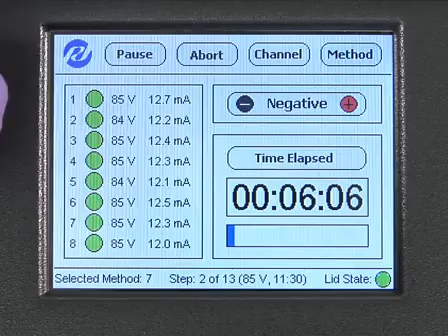 Pause Abort Channel Method
1 85 V 12.7 mA
2 84 V 12.2 mA
3 85 V 12.4 mA
4 85 V 12.3 mA
5 84 V 12.1 mA
6 85 V 12.5 mA
7 85 V 12.3 mA
8 85 V 12.0 mA
− Negative +
Time Elapsed
00:06:06
Selected Method: 7 Step: 2 of 13 (85 V, 11:30) Lid State: